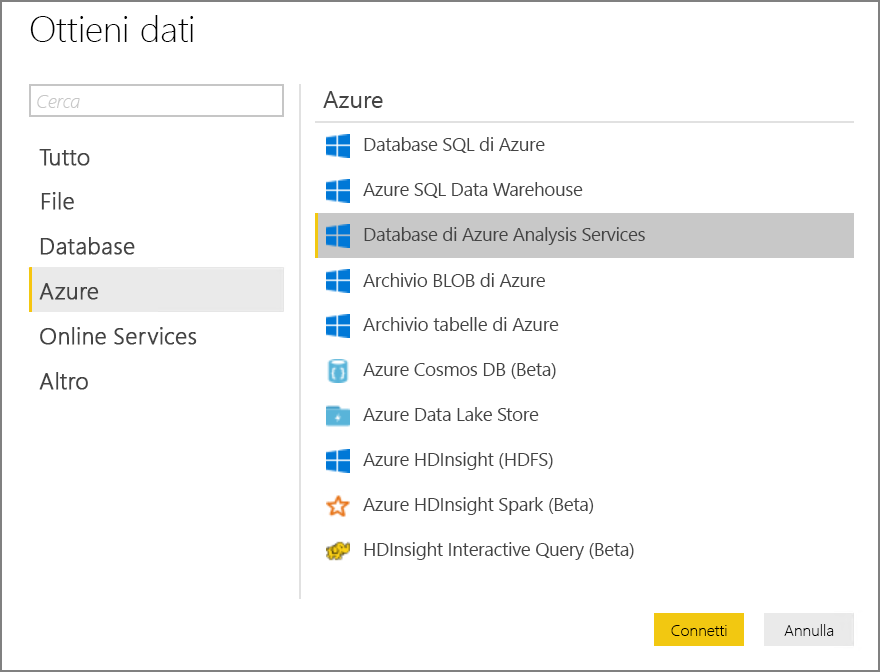 Ottieni dati
Cerca
Tutto
File
Database
Azure
Online Services
Altro
Azure
Database SQL di Azure
Azure SQL Data Warehouse
Database di Azure Analysis Services
Archivio BLOB di Azure
Archivio tabelle di Azure
Azure Cosmos DB (Beta)
Azure Data Lake Store
Azure HDInsight (HDFS)
Azure HDInsight Spark (Beta)
HDInsight Interactive Query (Beta)
Connetti
Annulla